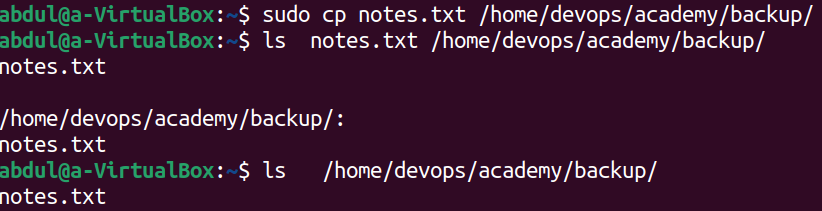 abdul@a-VirtualBox:~$ sudo cp notes.txt /home/devops/academy/backup/
abdul@a-VirtualBox:~$ ls  notes.txt /home/devops/academy/backup/
notes.txt

/home/devops/academy/backup/:
notes.txt
abdul@a-VirtualBox:~$ ls   /home/devops/academy/backup/
notes.txt